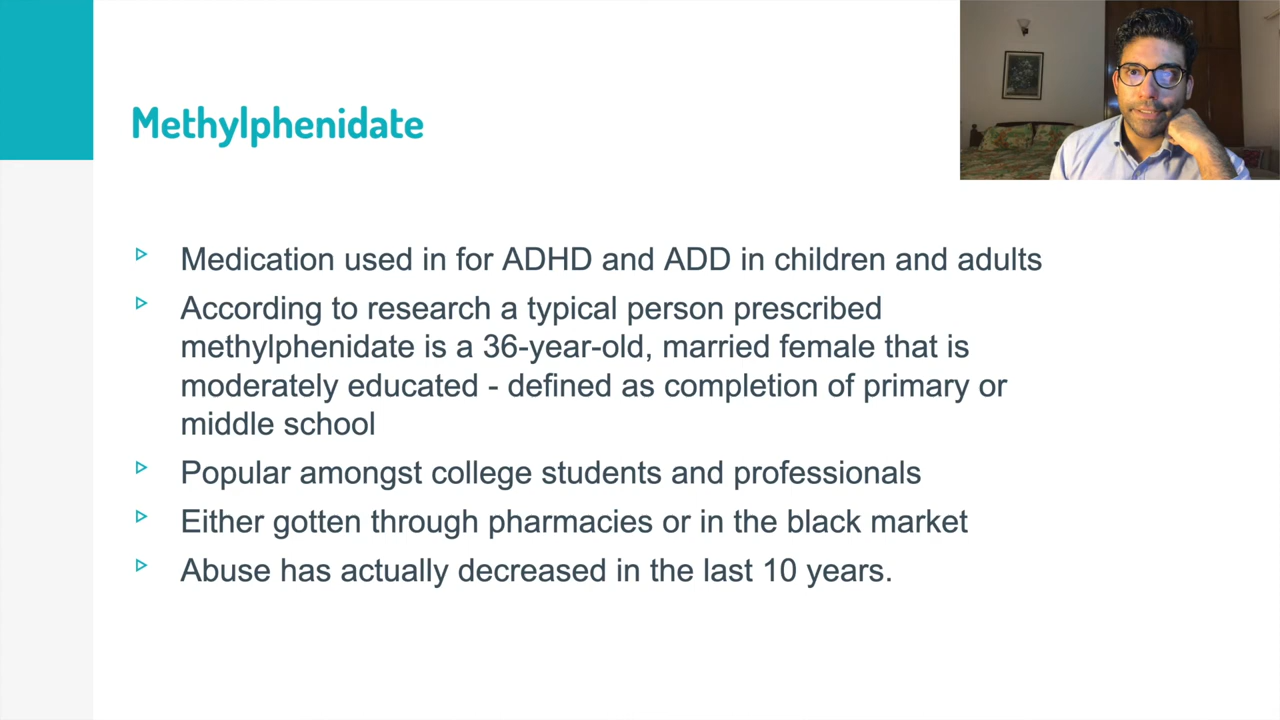 Methylphenidate
Medication used in for ADHD and ADD in children and adults
According to research a typical person prescribed
methylphenidate is a 36-year-old, married female that is
moderately educated - defined as completion of primary or
middle school
Popular amongst college students and professionals
Either gotten through pharmacies or in the black market
Abuse has actually decreased in the last 10 years.